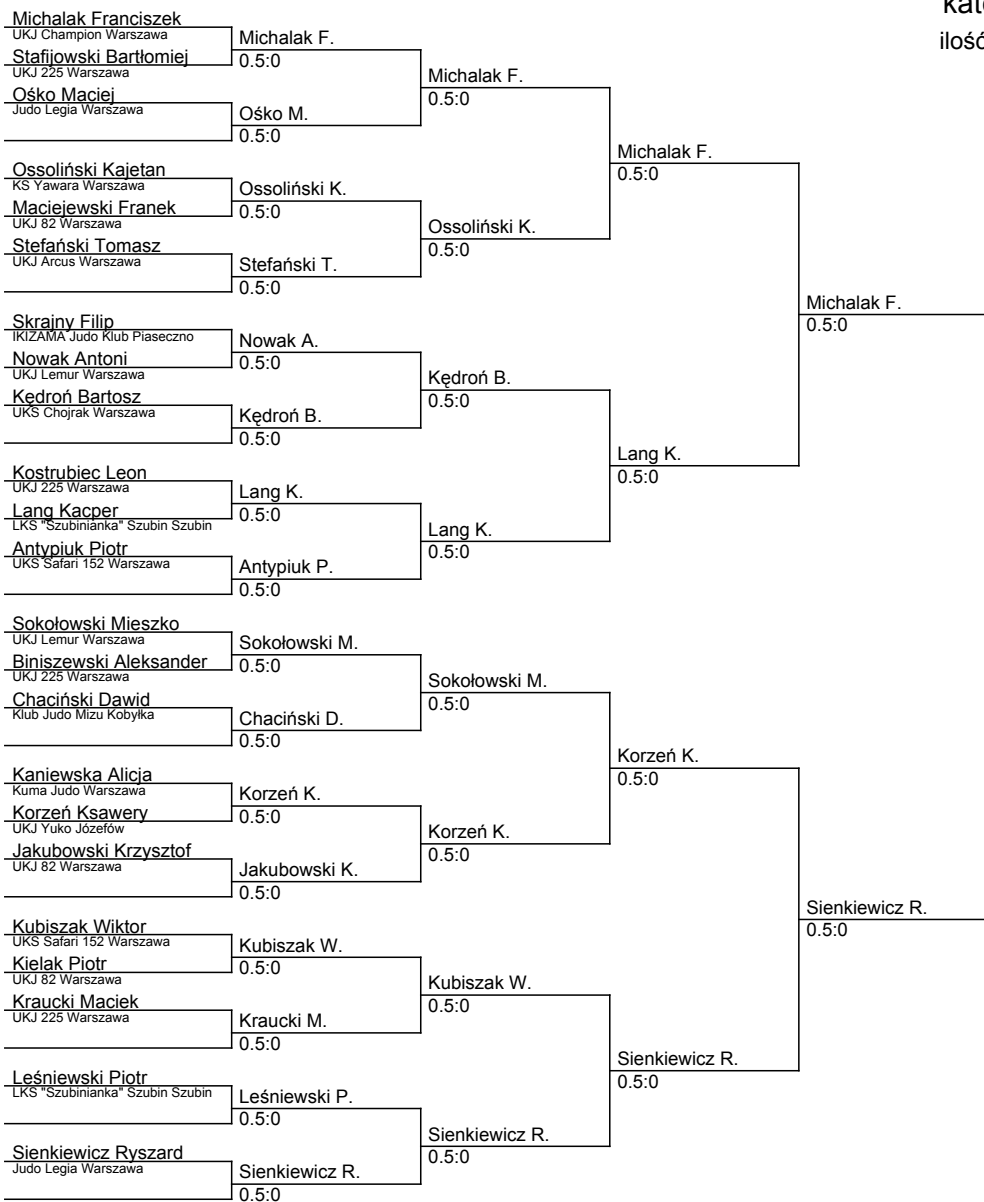 kat
ilość
Michalak Franciszek
UKJ Champion Warszawa
Stafijowski Bartłomiej
UKJ 225 Warszawa
Ośko Maciej
Judo Legia Warszawa
Ossoliński Kajetan
KS Yawara Warszawa
Maciejewski Franek
UKJ 82 Warszawa
Stefański Tomasz
UKJ Arcus Warszawa
Skrajny Filip
IKIZAMA Judo Klub Piaseczno
Nowak Antoni
UKJ Lemur Warszawa
Kędroń Bartosz
UKS Chojrak Warszawa
Kostrubiec Leon
UKJ 225 Warszawa
Lang Kacper
LKS "Szubinianka" Szubin Szubin
Antypiuk Piotr
UKS Safari 152 Warszawa
Sokołowski Mieszko
UKJ Lemur Warszawa
Biniszewski Aleksander
UKJ 225 Warszawa
Chaciński Dawid
Klub Judo Mizu Kobyłka
Kaniewska Alicja
Kuma Judo Warszawa
Korzeń Ksawery
UKJ Yuko Józefów
Jakubowski Krzysztof
UKJ 82 Warszawa
Kubiszak Wiktor
UKS Safari 152 Warszawa
Kielak Piotr
UKJ 82 Warszawa
Kraucki Maciek
UKJ 225 Warszawa
Leśniewski Piotr
LKS "Szubinianka" Szubin Szubin
Sienkiewicz Ryszard
Judo Legia Warszawa
Michalak F.
0.5:0
Ośko M.
0.5:0
Ossoliński K.
0.5:0
Stefański T.
0.5:0
Nowak A.
0.5:0
Kędroń B.
0.5:0
Lang K.
0.5:0
Antypiuk P.
0.5:0
Sokołowski M.
0.5:0
Chaciński D.
0.5:0
Korzeń K.
0.5:0
Jakubowski K.
0.5:0
Kubiszak W.
0.5:0
Kraucki M.
0.5:0
Leśniewski P.
0.5:0
Sienkiewicz R.
0.5:0
Michalak F.
0.5:0
Ossoliński K.
0.5:0
Kędroń B.
0.5:0
Lang K.
0.5:0
Sokołowski M.
0.5:0
Korzeń K.
0.5:0
Kubiszak W.
0.5:0
Sienkiewicz R.
0.5:0
Michalak F.
0.5:0
Lang K.
0.5:0
Korzeń K.
0.5:0
Sienkiewicz R.
0.5:0
Michalak F.
0.5:0
Sienkiewicz R.
0.5:0